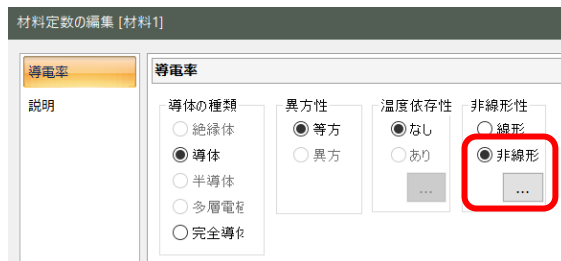 材料定数の編集 [材料1]
導電率
説明
導電率
導体の種類
絶縁体
導体
半導体
多層電
完全導
異方性
等方
異方
温度依存性
なし
あり
...
非線形性
線形
非線形
...